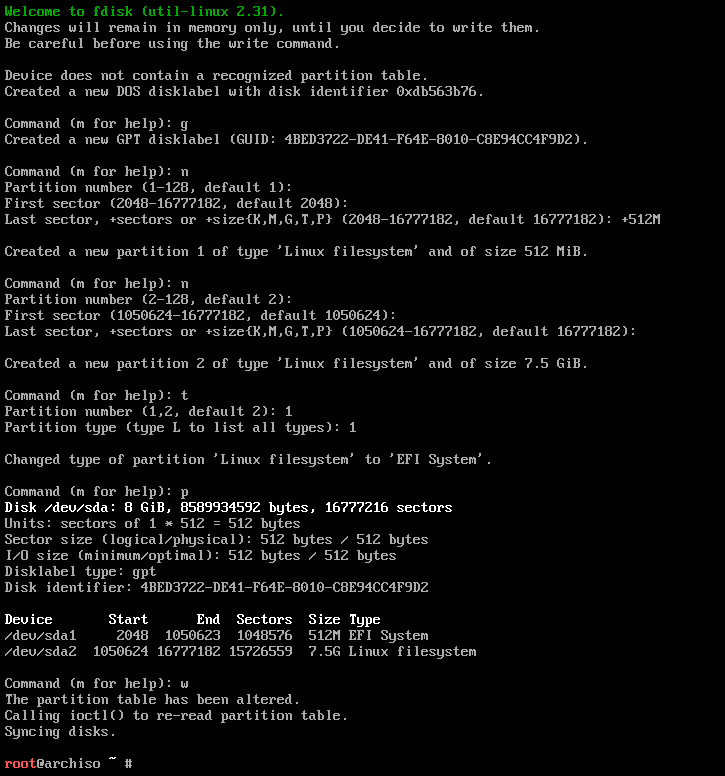 Welcome to fdisk (util-linux 2.31).
Changes will remain in memory only, until you decide to write them.
Be careful before using the write command.

Device does not contain a recognized partition table.
Created a new DOS disklabel with disk identifier 0xdb563b76.

Command (m for help): g
Created a new GPT disklabel (GUID: 4BED3722-DE41-F64E-8010-C8E94CC4F9D2).

Command (m for help): n
Partition number (1-128, default 1):
First sector (2048-16777182, default 2048):
Last sector, +sectors or +size{K,M,G,T,P} (2048-16777182, default 16777182): +512M

Created a new partition 1 of type 'Linux filesystem' and of size 512 MiB.

Command (m for help): n
Partition number (2-128, default 2):
First sector (1050624-16777182, default 1050624):
Last sector, +sectors or +size{K,M,G,T,P} (1050624-16777182, default 16777182):

Created a new partition 2 of type 'Linux filesystem' and of size 7.5 GiB.

Command (m for help): t
Partition number (1,2, default 2): 1
Partition type (type L to list all types): 1

Changed type of partition 'Linux filesystem' to 'EFI System'.

Command (m for help): p
Disk /dev/sda: 8 GiB, 8589934592 bytes, 16777216 sectors
Units: sectors of 1 * 512 = 512 bytes
Sector size (logical/physical): 512 bytes / 512 bytes
I/O size (minimum/optimal): 512 bytes / 512 bytes
Disklabel type: gpt
Disk identifier: 4BED3722-DE41-F64E-8010-C8E94CC4F9D2

Device       Start      End  Sectors  Size Type
/dev/sda1     2048  1050623  1048576  512M EFI System
/dev/sda2  1050624 16777182 15726559  7.5G Linux filesystem

Command (m for help): w
The partition table has been altered.
Calling ioctl() to re-read partition table.
Syncing disks.

root@archiso ~ #